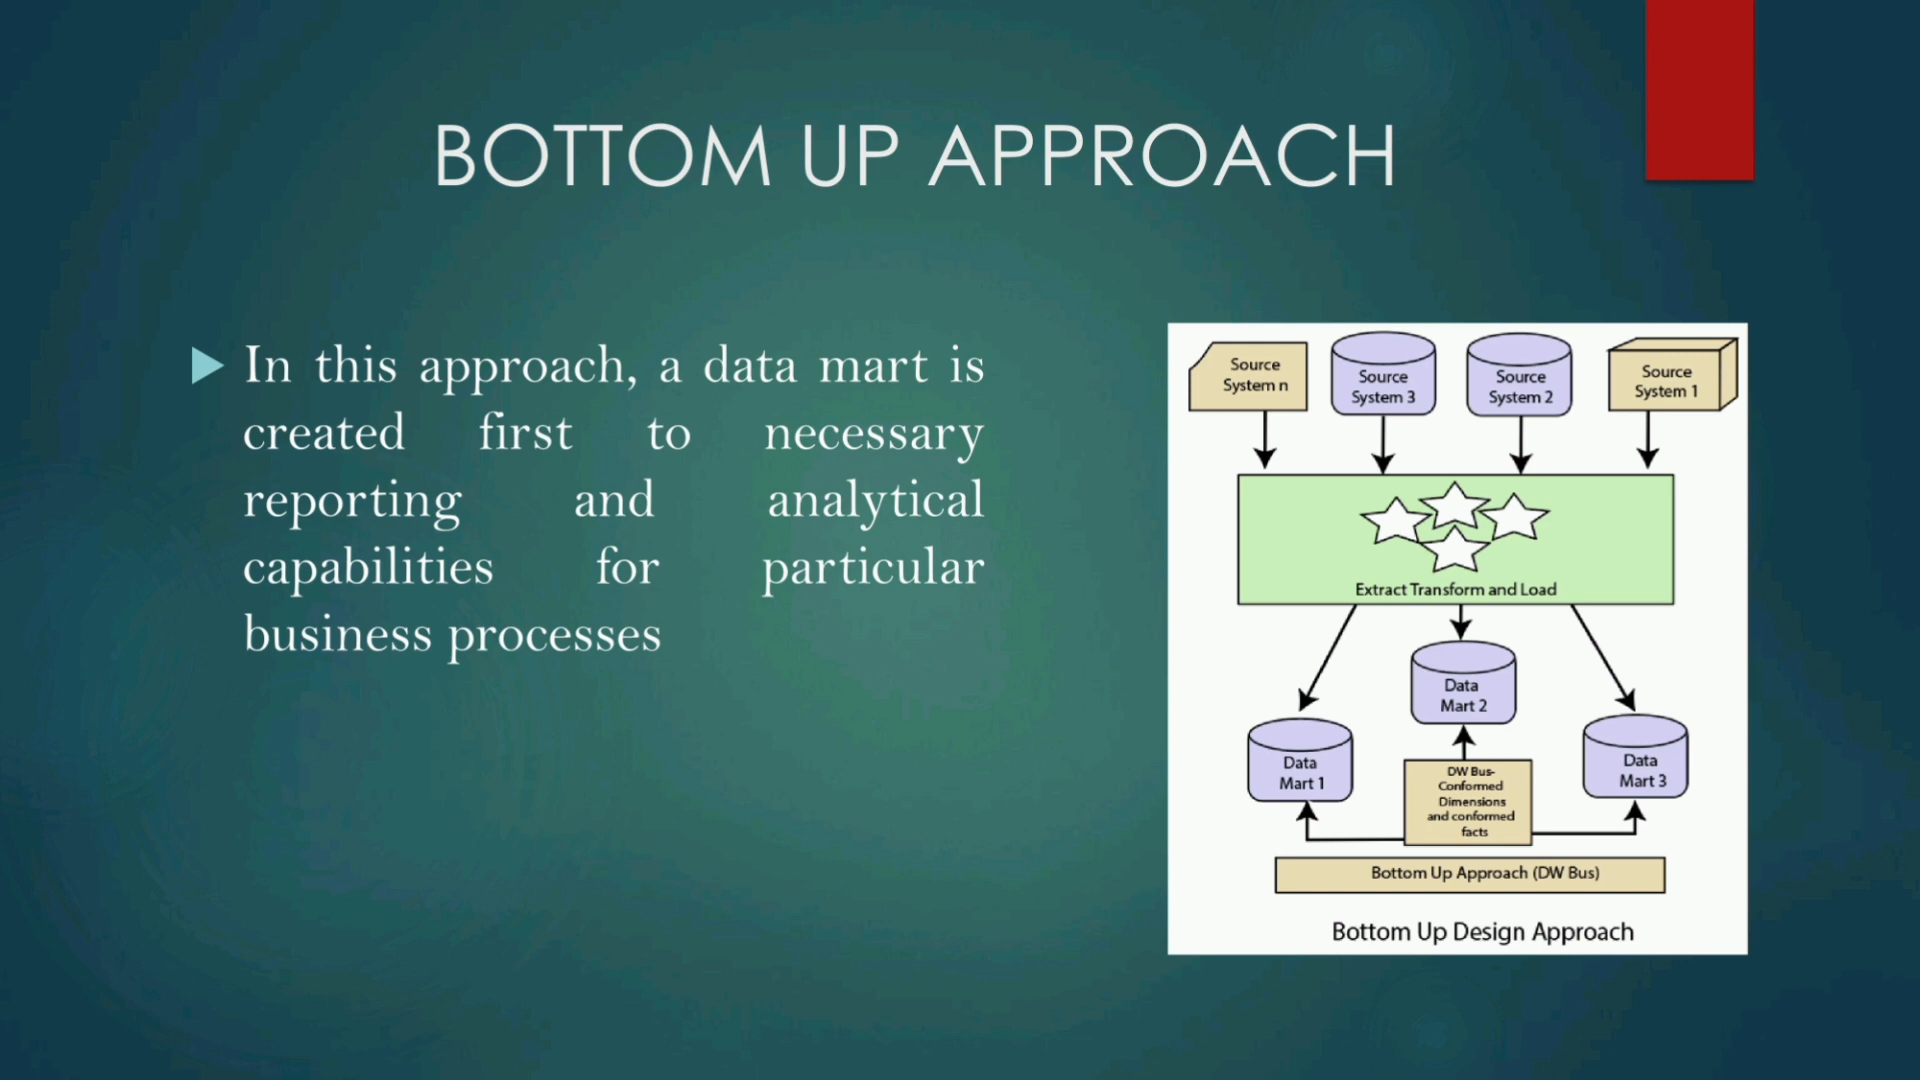 BOTTOM UP APPROACH
In this approach, a data mart is
created first to necessary
reporting and analytical
capabilities for particular
business processes
Source
System n
Source
System 3
Source
System 2
Source
System 1
Extract Transform and Load
Data
Mart 2
Data
Mart 1
DW Bus-
Conformed
Dimensions
and conformed
facts
Data
Mart 3
Bottom Up Approach (DW Bus)
Bottom Up Design Approach